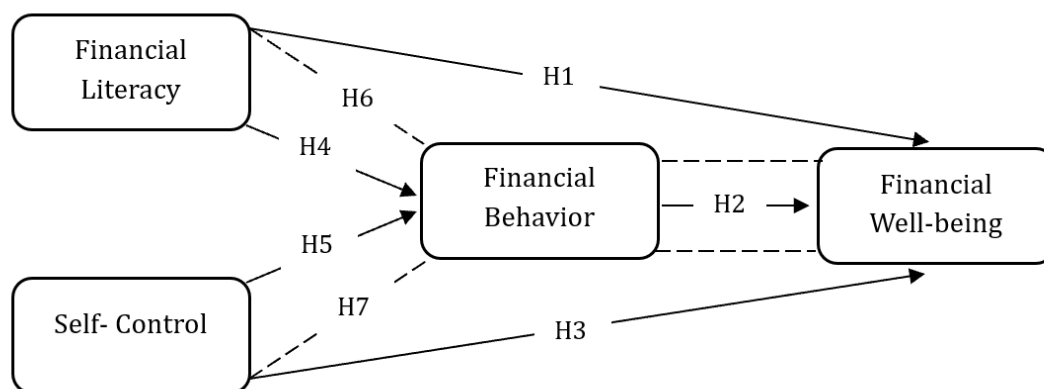 Financial
Literacy
H1
H6
H4
Financial
Behavior
H2
Financial
Well-being
H5
H7
Self- Control
H3